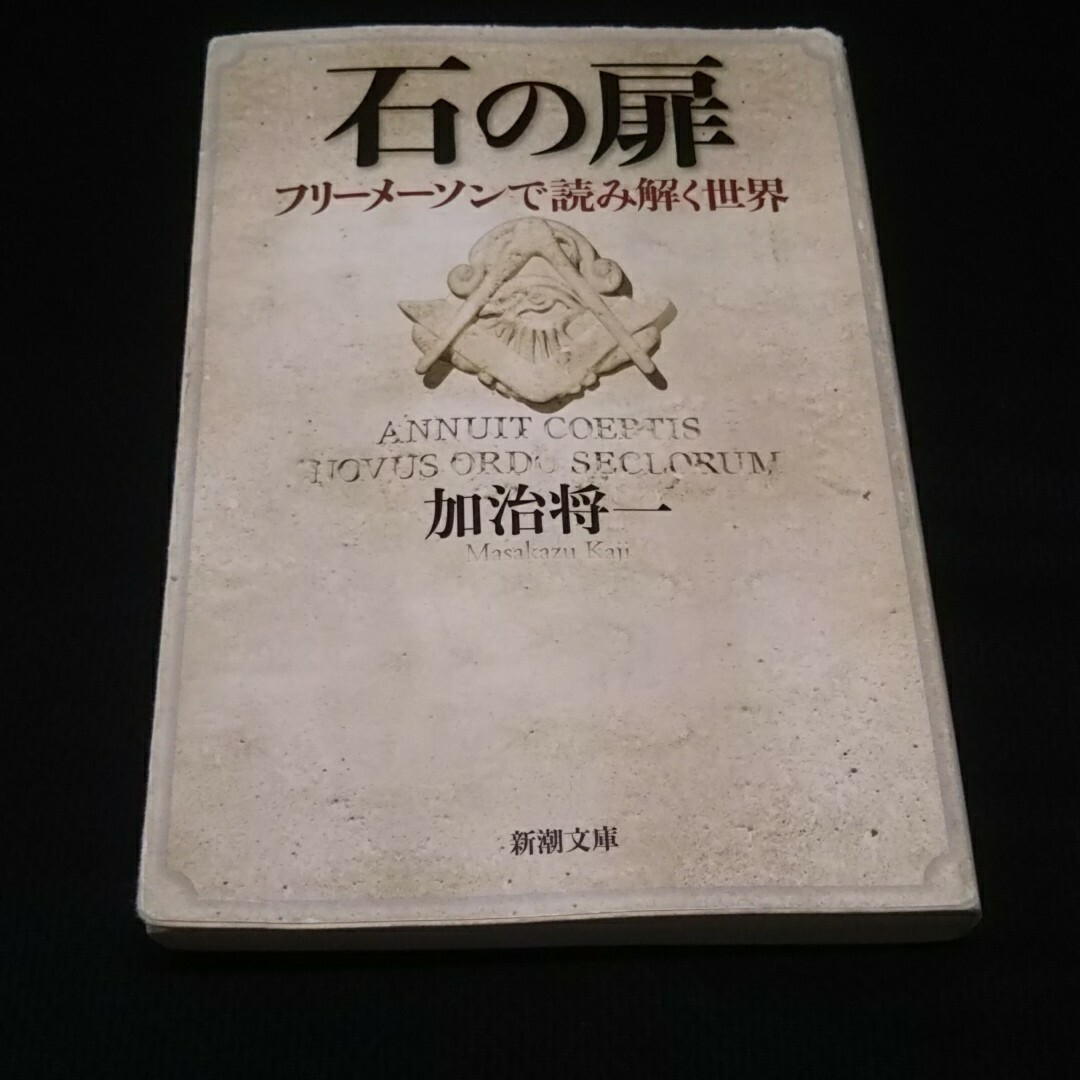 石の扉
フリーメーソンで読み解く世界
ANNUIT COEPTIS
NOVUS ORDO SECLORUM
加治将一
Masakazu Kaji
新潮文庫